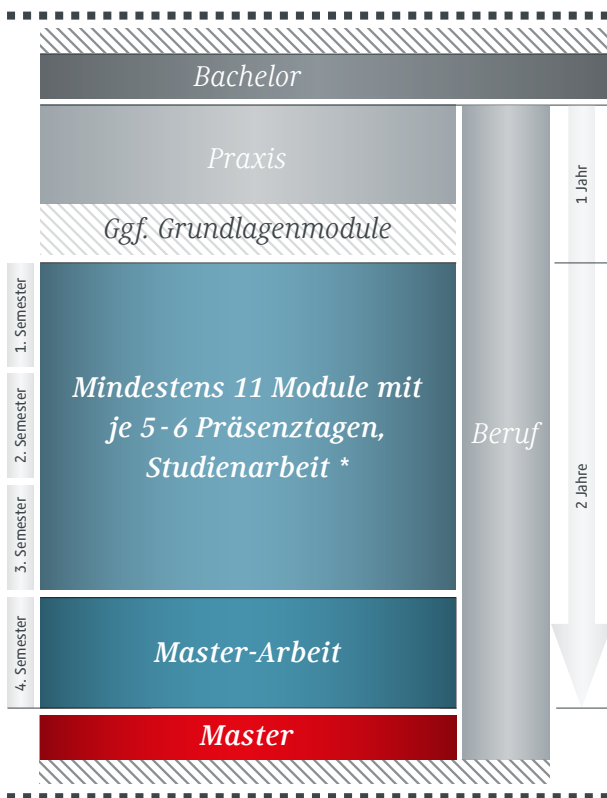 Bachelor
Praxis
Ggf. Grundlagenmodule
1 Jahr
1. Semester
2. Semester
3. Semester
Mindestens 11 Module mit
je 5 - 6 Präsenztagen,
Studienarbeit *
Beruf
2 Jahre
4. Semester
Master-Arbeit
Master